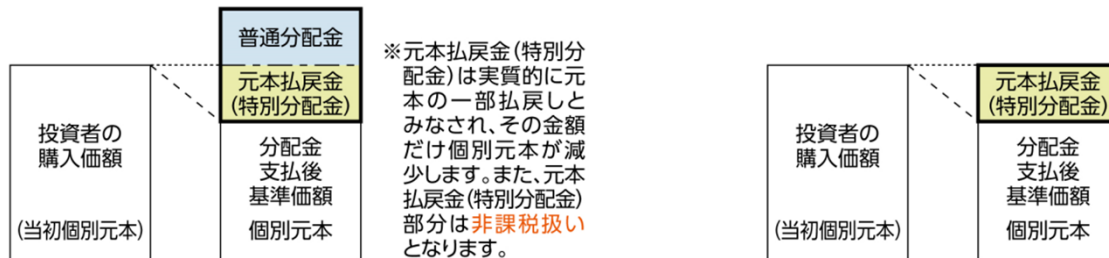 投資者の
購入価額
(当初個別元本)
普通分配金
元本払戻金
(特別分配金)
分配金
支払後
基準価額
個別元本
※元本払戻金(特別分
配金)は実質的に元
本の一部払戻しと
みなされ、その金額
だけ個別元本が減
少します。また、元本
払戻金(特別分配金)
部分は非課税扱い
となります。
投資者の
購入価額
(当初個別元本)
元本払戻金
(特別分配金)
分配金
支払後
基準価額
個別元本